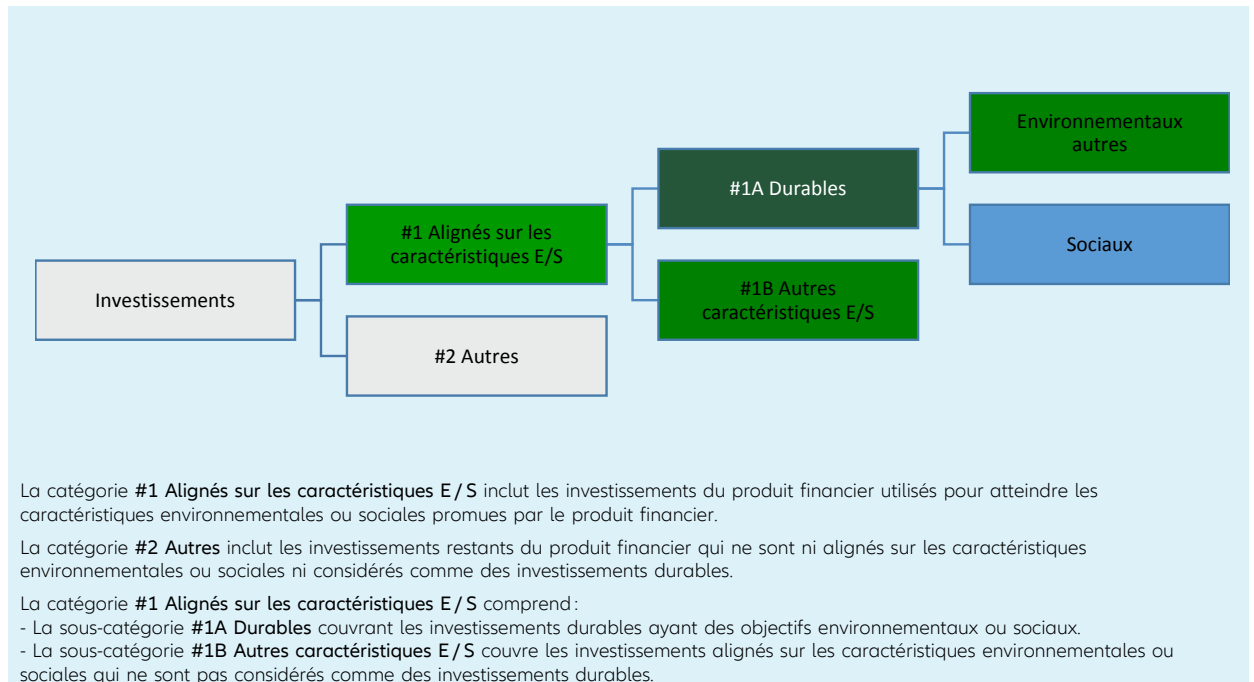 Environnementaux
autres
#1A Durables
#1 Alignés sur les
caractéristiques E/S
Sociaux
#1B Autres
caractéristiques E/S
Investissements
#2 Autres
La catégorie #1 Alignés sur les caractéristiques E / S inclut les investissements du produit financier utilisés pour atteindre les
caractéristiques environnementales ou sociales promues par le produit financier.
La catégorie #2 Autres inclut les investissements restants du produit financier qui ne sont ni alignés sur les caractéristiques
environnementales ou sociales ni considérés comme des investissements durables.
La catégorie #1 Alignés sur les caractéristiques E / S comprend :
- La sous-catégorie #1A Durables couvrant les investissements durables ayant des objectifs environnementaux ou sociaux.
- La sous-catégorie #1B Autres caractéristiques E / S couvre les investissements alignés sur les caractéristiques environnementales ou
sociales qui ne sont pas considérés comme des investissements durables.